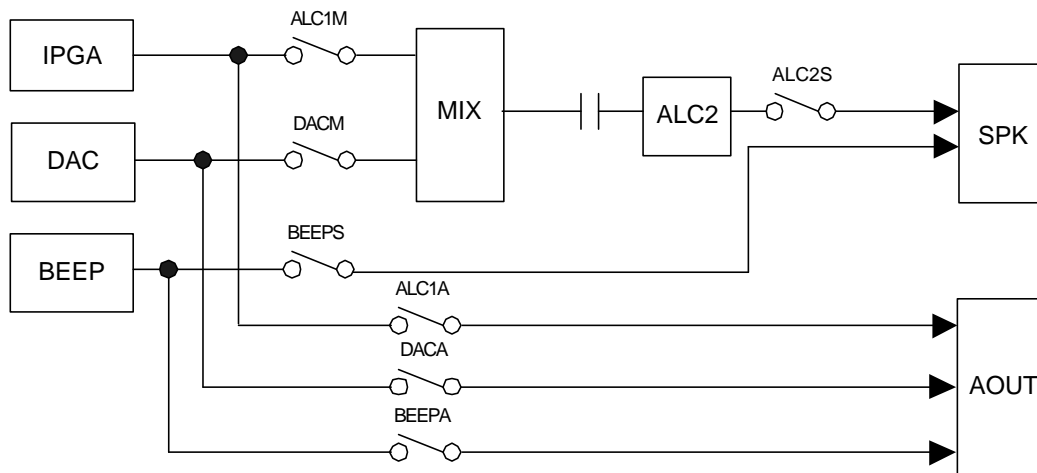 ALC1M
IPGA
MIX
ALC2S
ALC2
SPK
DACM
DAC
BEEPS
BEEP
ALC1A
DACA
AOUT
BEEPA